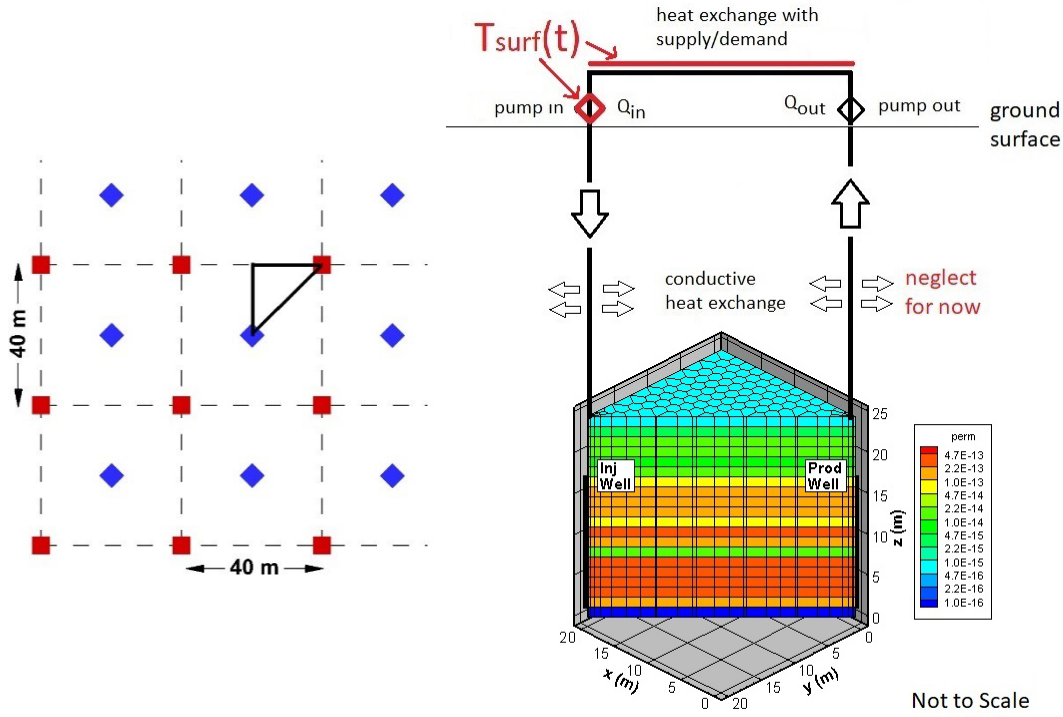 heat exchange with
supply/demand
Tsurf(t)
pump in
Qin
Qout
pump out
ground
surface
conductive
heat exchange
neglect
for now
40 m
40 m
Inj
Well
Prod
Well
25
20
15
10
5
0
z (m)
20
15
10
5
0
x (m)
20
15
10
5
0
y (m)
perm
4.7E-13
2.2E-13
1.0E-13
4.7E-14
2.2E-14
1.0E-14
4.7E-15
2.2E-15
1.0E-15
4.7E-16
2.2E-16
1.0E-16
Not to Scale